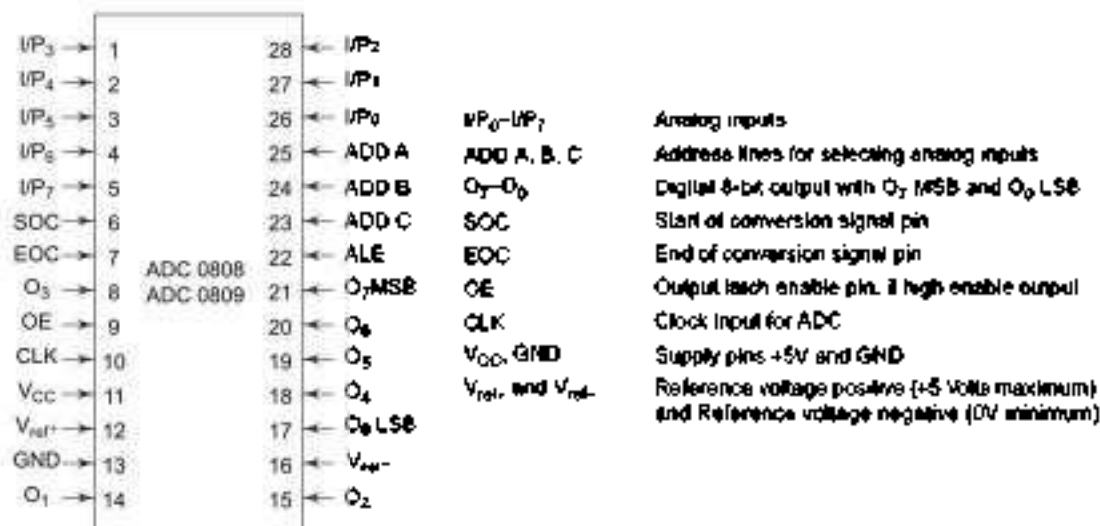 I/P3 1 28 I/P2
I/P4 2 27 I/P1
I/P5 3 26 I/P0
I/P6 4 25 ADD A
I/P7 5 24 ADD B
SOC 6 23 ADD C
EOC 7 22 ALE
O3 8 21 O7MSB
OE 9 20 O6
CLK 10 19 O5
VCC 11 18 O4
Vref+ 12 17 O0 LSB
GND 13 16 Vref-
O1 14 15 O2
ADC 0808
ADC 0809
I/P0-I/P7 Analog inputs
ADD A, B, C Address lines for selecting analog inputs
O7-O0 Digital 8-bit output with O7 MSB and O0 LSB
SOC Start of conversion signal pin
EOC End of conversion signal pin
OE Output latch enable pin, if high enable output
CLK Clock input for ADC
VCC, GND Supply pins +5V and GND
Vref+ and Vref- Reference voltage positive (+5 Volts maximum)
and Reference voltage negative (0V minimum)